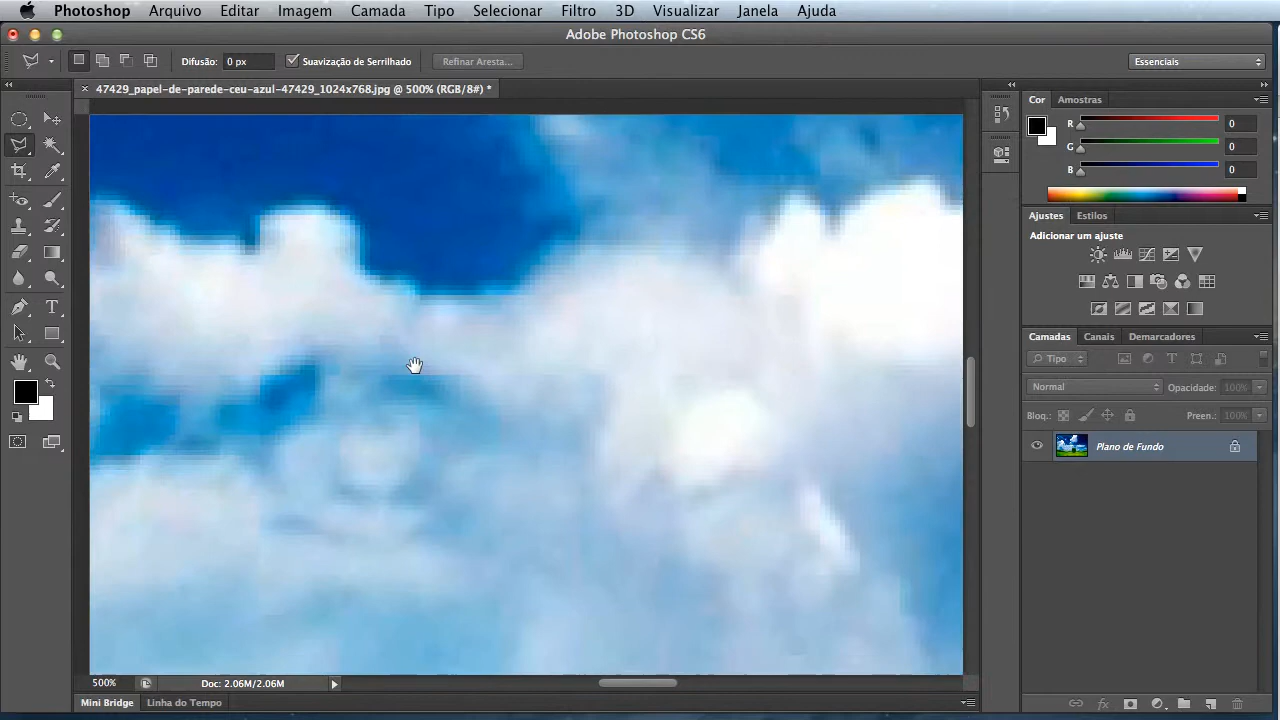 Photoshop Arquivo Editar Imagem Camada Tipo Selecionar Filtro 3D Visualizar Janela Ajuda
Adobe Photoshop CS6
Difusão: 0 px Suavização de Serrilhado Refinar Aresta... Essenciais
47429_papel-de-parede-ceu-azul-47429_1024x768.jpg @ 500% (RGB/8#) *
Cor Amostras
R 0
G 0
B 0
Ajustes Estilos
Adicionar um ajuste
Camadas Canais Demarcadores
Tipo
Normal Opacidade: 100%
Bloq.: Preen.: 100%
Plano de Fundo
500% Doc: 2.06M/2.06M
Mini Bridge Linha do Tempo
fx